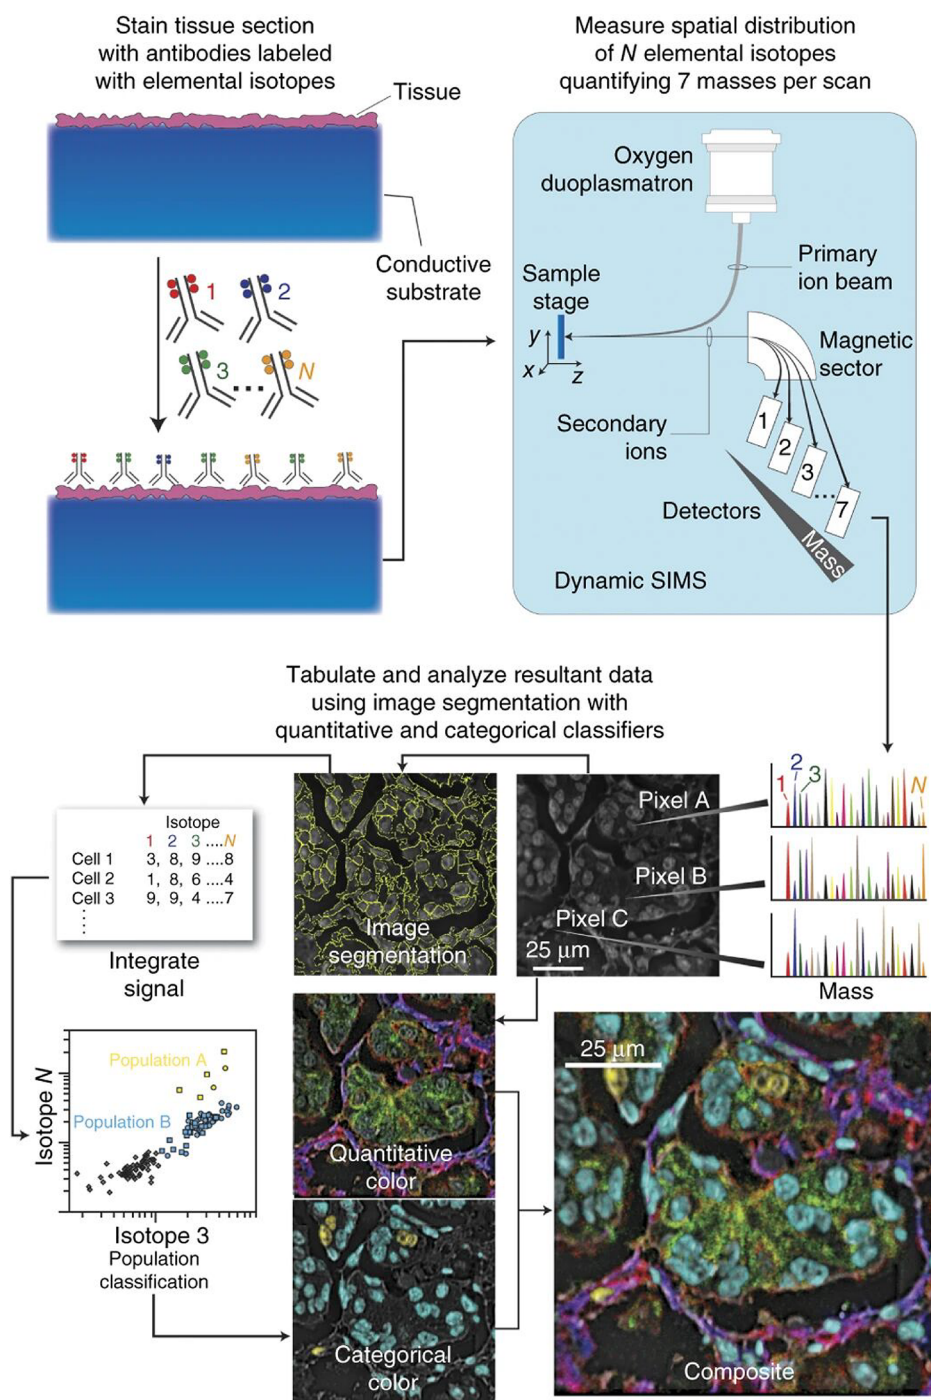 Stain tissue section
with antibodies labeled
with elemental isotopes
Tissue
Conductive
substrate
1
2
3
N
Measure spatial distribution
of N elemental isotopes
quantifying 7 masses per scan
Oxygen
duoplasmatron
Primary
ion beam
Sample
stage
y
x
z
Magnetic
sector
Secondary
ions
1
2
3
...
7
Detectors
Mass
Dynamic SIMS
Tabulate and analyze resultant data
using image segmentation with
quantitative and categorical classifiers
Isotope
1 2 3 ....N
Cell 1 3, 8, 9 ....8
Cell 2 1, 8, 6 ....4
Cell 3 9, 9, 4 ....7
Integrate
signal
Image
segmentation
Pixel A
Pixel B
Pixel C
25 μm
1
2
3
N
Mass
Isotope N
Population A
Population B
Isotope 3
Population
classification
Quantitative
color
Categorical
color
25 μm
Composite